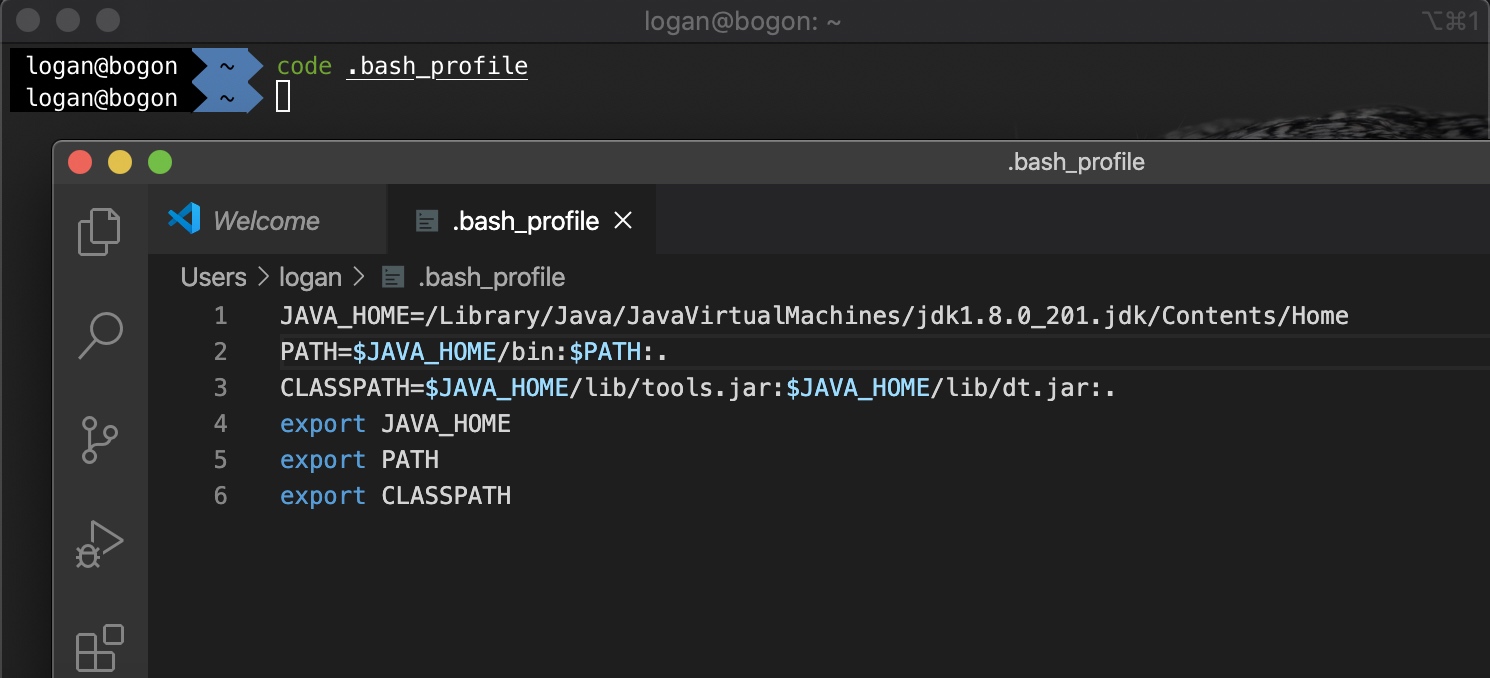 logan@bogon: ~
⌥⌘1
logan@bogon ~ code .bash_profile
logan@bogon ~
.bash_profile
Welcome
.bash_profile
Users > logan > .bash_profile
1 JAVA_HOME=/Library/Java/JavaVirtualMachines/jdk1.8.0_201.jdk/Contents/Home
2 PATH=$JAVA_HOME/bin:$PATH:.
3 CLASSPATH=$JAVA_HOME/lib/tools.jar:$JAVA_HOME/lib/dt.jar:.
4 export JAVA_HOME
5 export PATH
6 export CLASSPATH